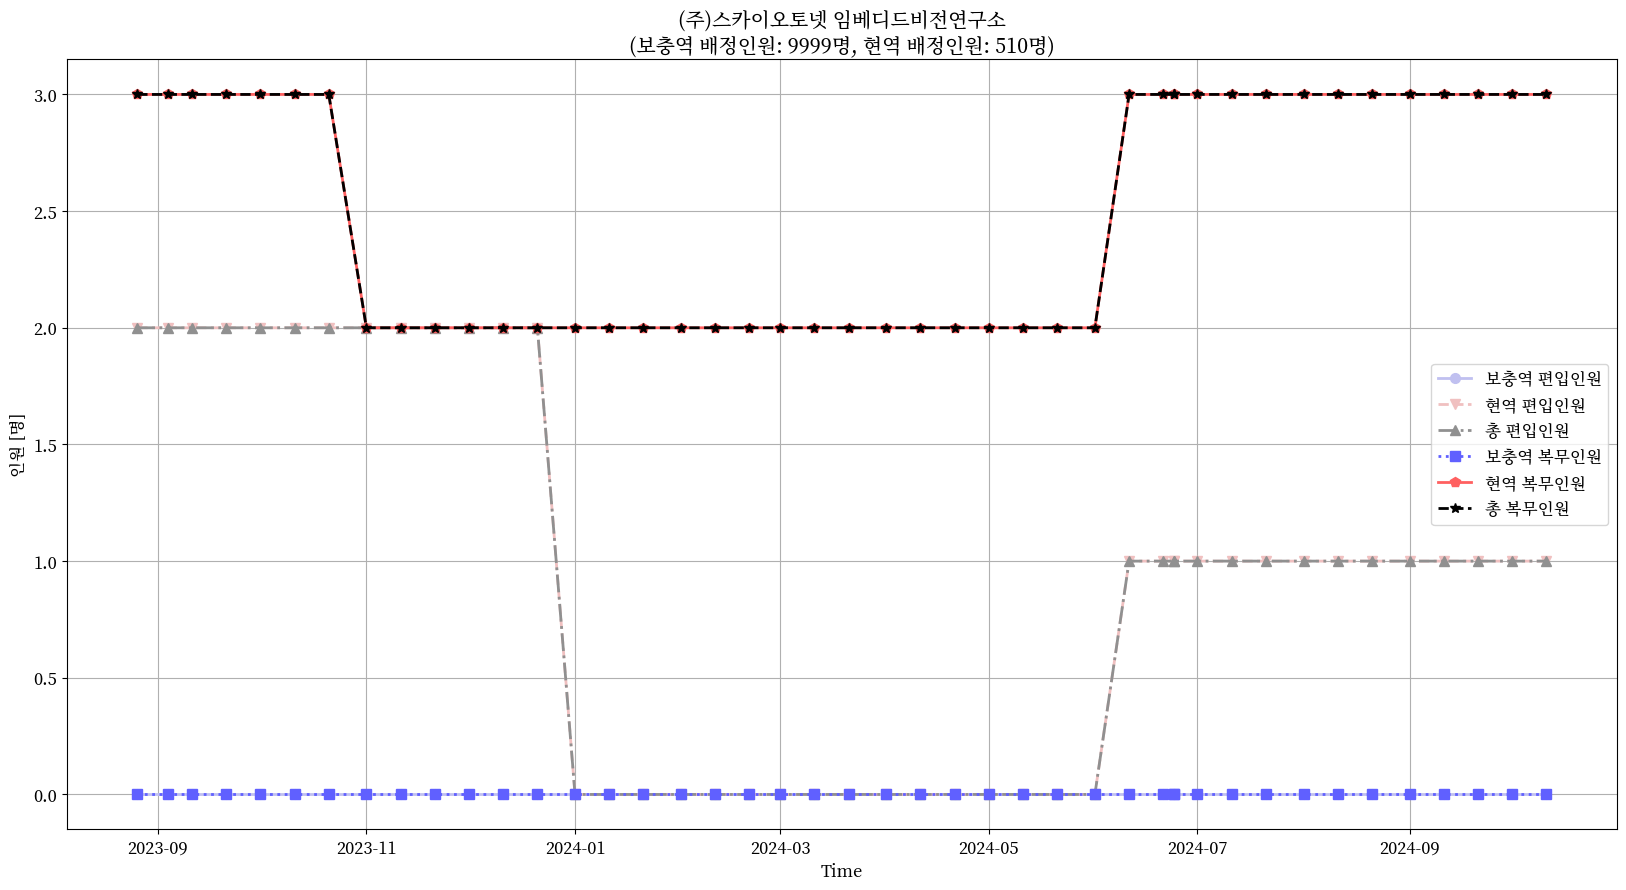 (주)스카이오토넷 임베디드비전연구소
(보충역 배정인원: 9999명, 현역 배정인원: 510명)
3.0
2.5
2.0
1.5
1.0
0.5
0.0
인원 [명]
보충역 편입인원
현역 편입인원
총 편입인원
보충역 복무인원
현역 복무인원
총 복무인원
2023-09 2023-11 2024-01 2024-03 2024-05 2024-07 2024-09
Time